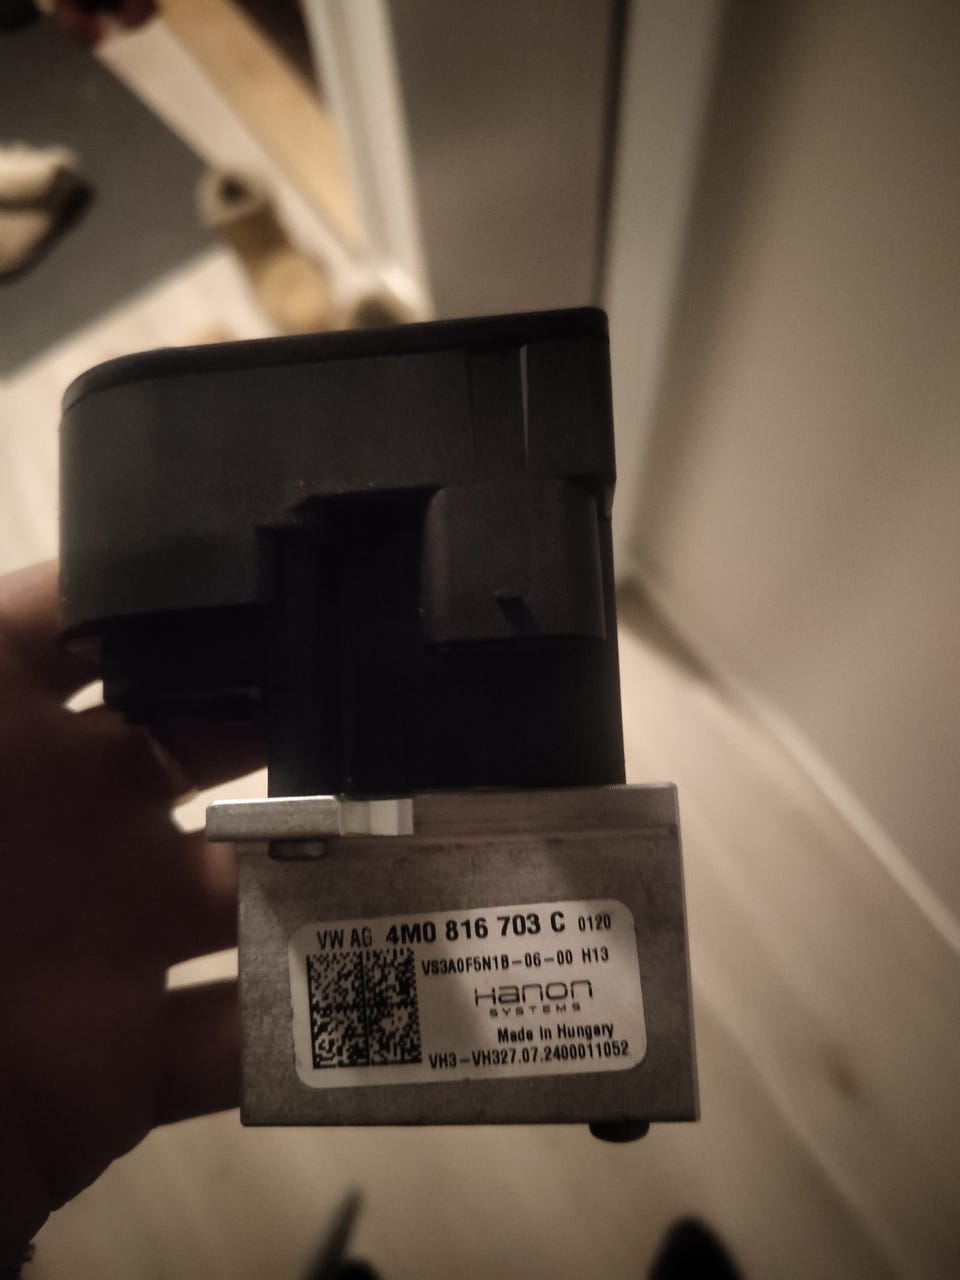 VW AG 4M0 816 703 C 0120
VS3A0F5N1B-06-00 H13
Hanon
SYSTEMS
Made in Hungary
VH3-VH327.07.2400011052